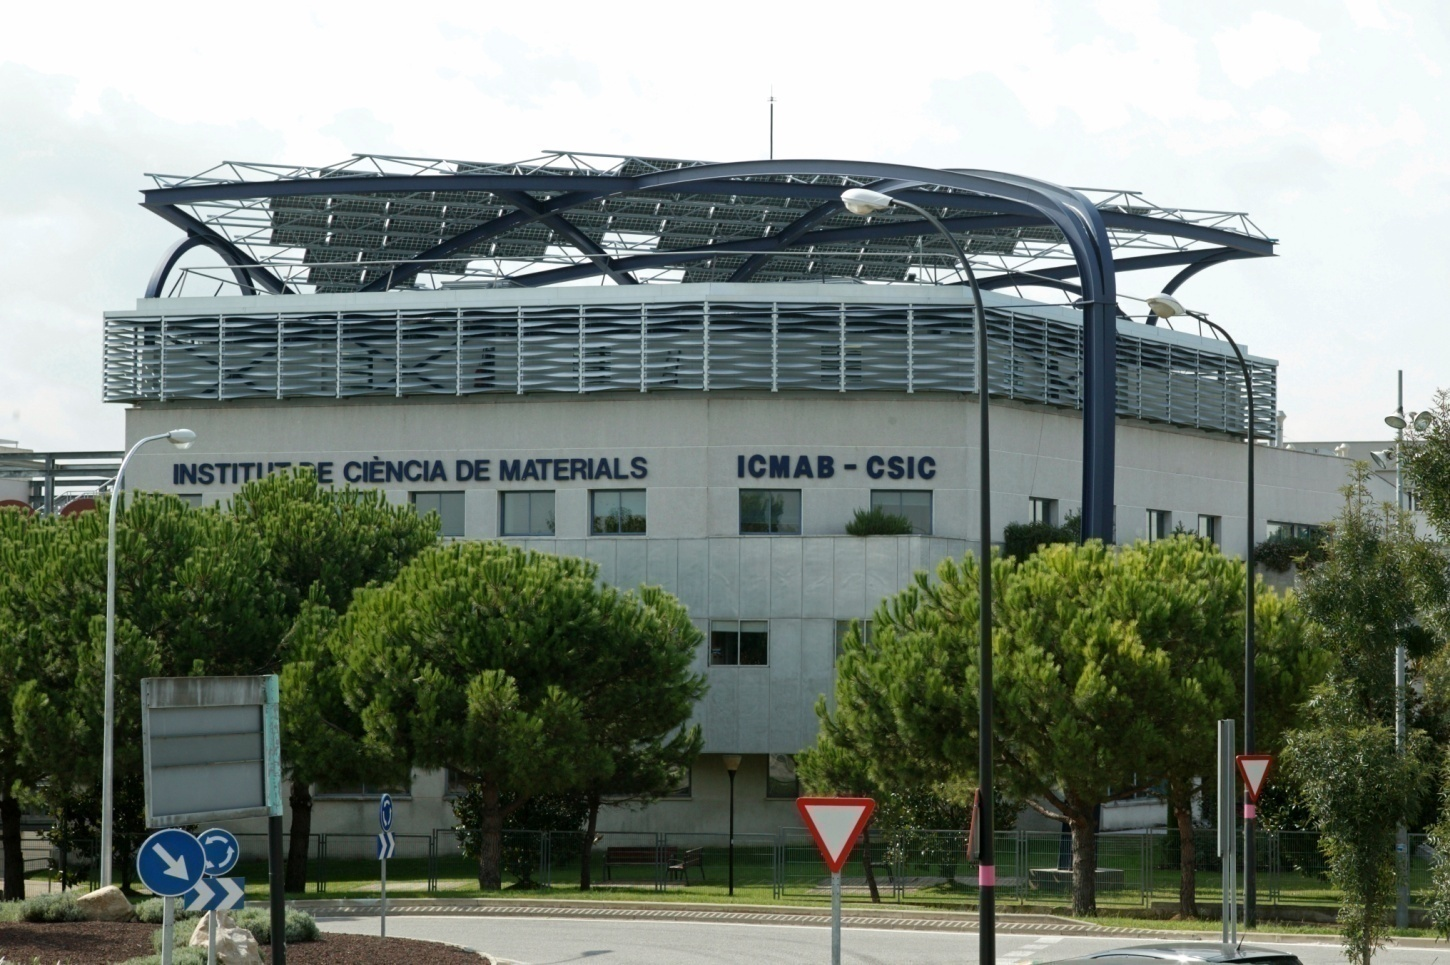 INSTITUT DE CIÈNCIA DE MATERIALS ICMAB - CSIC